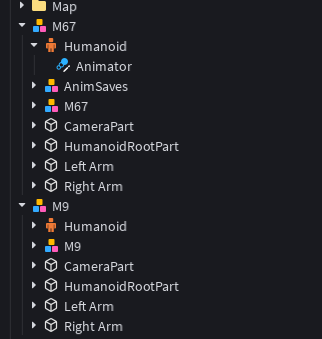 Map
M67
Humanoid
Animator
AnimSaves
M67
CameraPart
HumanoidRootPart
Left Arm
Right Arm
M9
Humanoid
M9
CameraPart
HumanoidRootPart
Left Arm
Right Arm